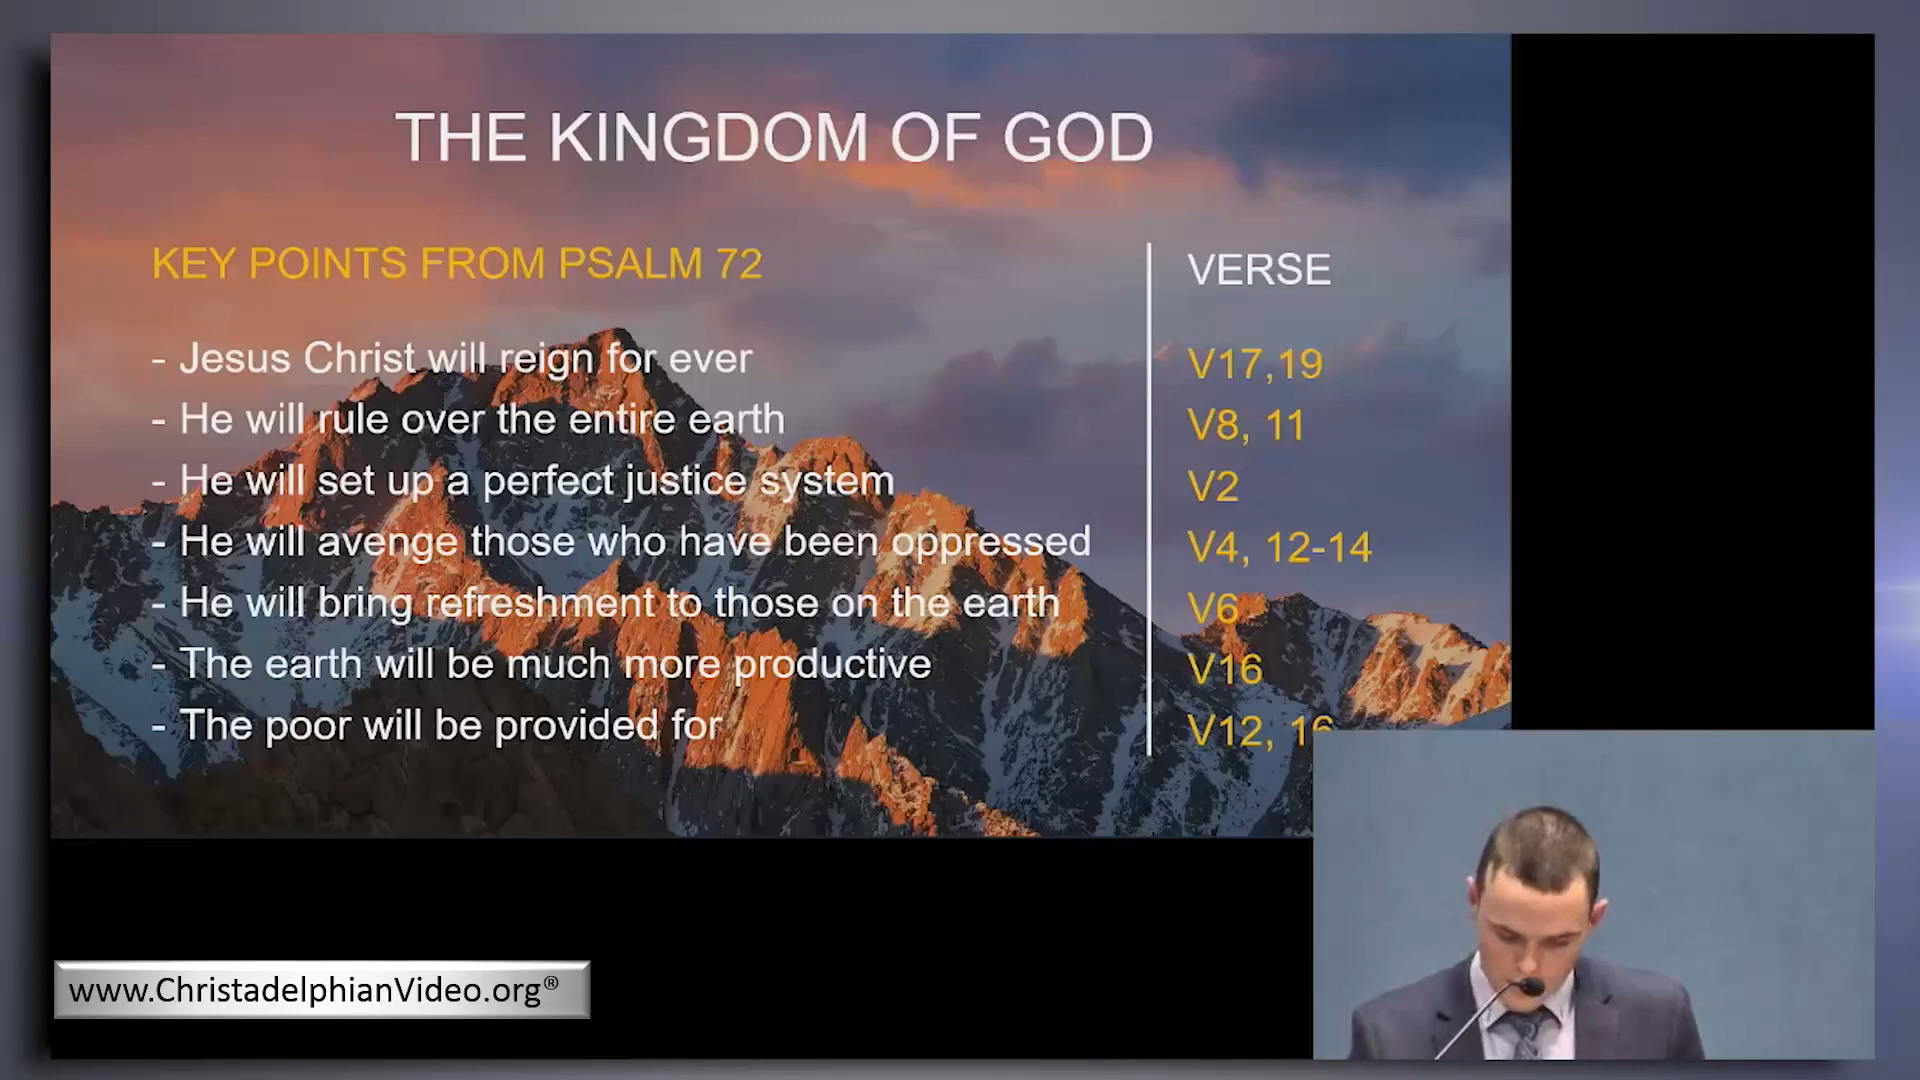 THE KINGDOM OF GOD
KEY POINTS FROM PSALM 72
VERSE
- Jesus Christ will reign for ever
V17,19
- He will rule over the entire earth
V8, 11
- He will set up a perfect justice system
V2
- He will avenge those who have been oppressed
V4, 12-14
- He will bring refreshment to those on the earth
V6
- The earth will be much more productive
V16
- The poor will be provided for
V12, 16
www.ChristadelphianVideo.org®